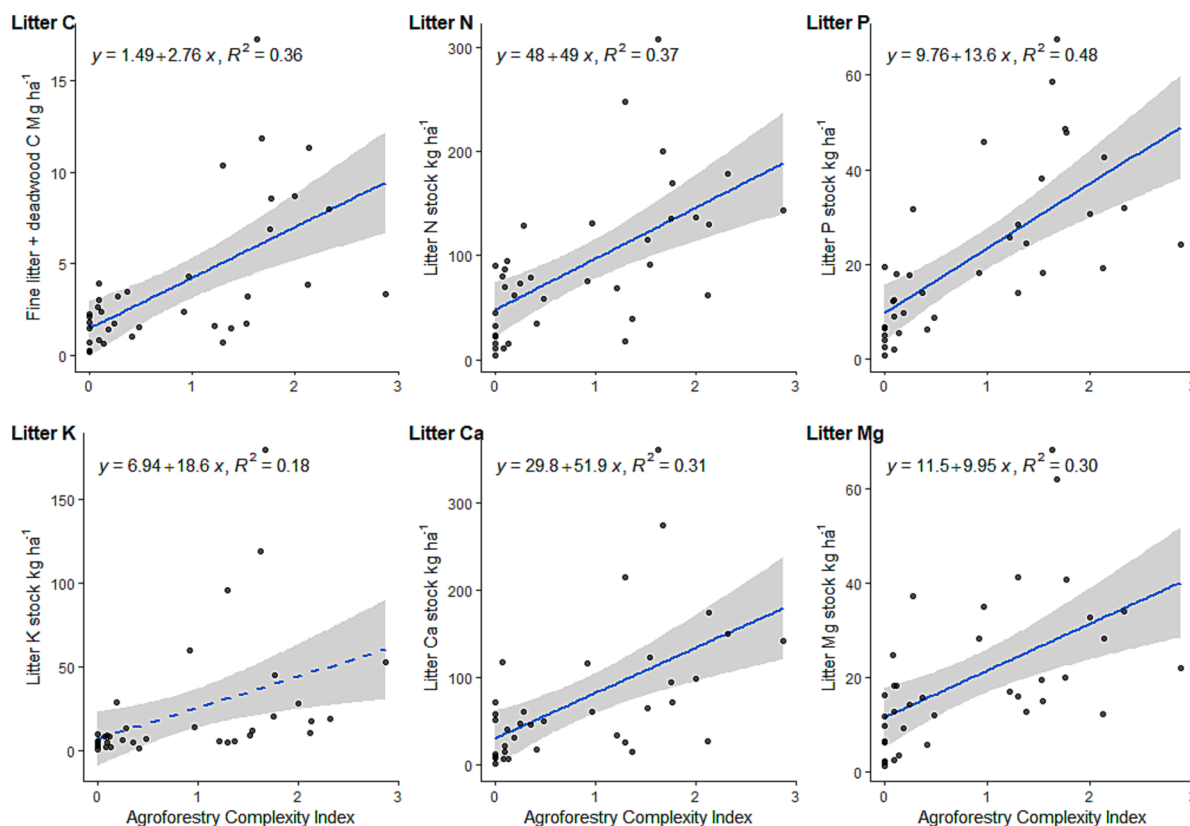 Litter C
y = 1.49+2.76 x, R² = 0.36
Fine litter + deadwood C M g ha⁻¹
15
10
5
0
0 1 2 3
Litter N
y = 48+49 x, R² = 0.37
Litter N stock kg ha⁻¹
300
200
100
0
0 1 2 3
Litter P
y = 9.76+13.6 x, R² = 0.48
Litter P stock kg ha⁻¹
60
40
20
0
0 1 2 3
Litter K
y = 6.94+18.6 x, R² = 0.18
Litter K stock kg ha⁻¹
150
100
50
0
0 1 2 3
Agroforestry Complexity Index
Litter Ca
y = 29.8+51.9 x, R² = 0.31
Litter Ca stock kg ha⁻¹
300
200
100
0
0 1 2 3
Agroforestry Complexity Index
Litter Mg
y = 11.5+9.95 x, R² = 0.30
Litter Mg stock kg ha⁻¹
60
40
20
0
0 1 2 3
Agroforestry Complexity Index